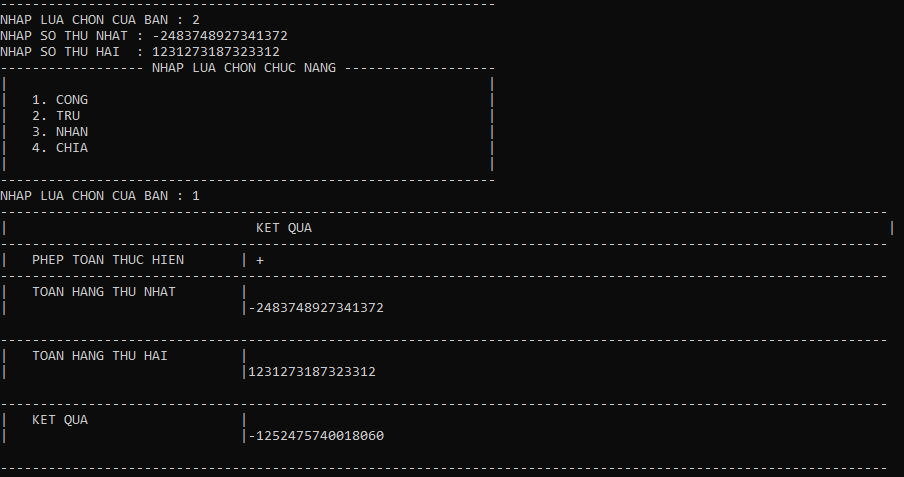 --------------------------------------------------------------
NHAP LUA CHON CUA BAN : 2
NHAP SO THU NHAT : -2483748927341372
NHAP SO THU HAI  : 1231273187323312
------------------ NHAP LUA CHON CHUC NANG -------------------
|                                                            |
|   1. CONG                                                  |
|   2. TRU                                                   |
|   3. NHAN                                                  |
|   4. CHIA                                                  |
|                                                            |
--------------------------------------------------------------
NHAP LUA CHON CUA BAN : 1
---------------------------------------------------------------------------------------------------------------
|                               KET QUA                                                                        |
---------------------------------------------------------------------------------------------------------------
|   PHEP TOAN THUC HIEN       | +
---------------------------------------------------------------------------------------------------------------
|   TOAN HANG THU NHAT        |
|                             |-2483748927341372
---------------------------------------------------------------------------------------------------------------
|   TOAN HANG THU HAI         |
|                             |1231273187323312
---------------------------------------------------------------------------------------------------------------
|   KET QUA                   |
|                             |-1252475740018060
---------------------------------------------------------------------------------------------------------------